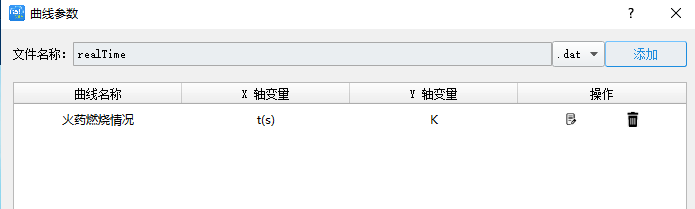 曲线参数
文件名称: realTime .dat 添加
曲线名称 X 轴变量 Y 轴变量 操作
火药燃烧情况 t(s) K